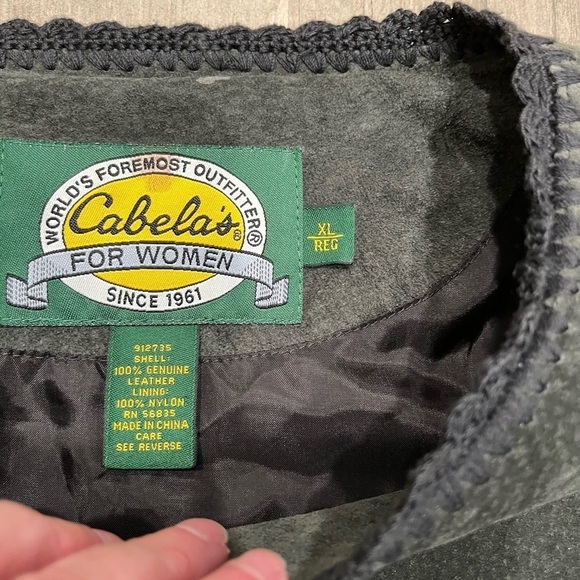 WORLD'S FOREMOST OUTFITTER®
Cabela's®
FOR WOMEN
SINCE 1961
XL
REG
912735
SHELL:
100% GENUINE
LEATHER
LINING:
100% NYLON
RN 56835
MADE IN CHINA
CARE
SEE REVERSE